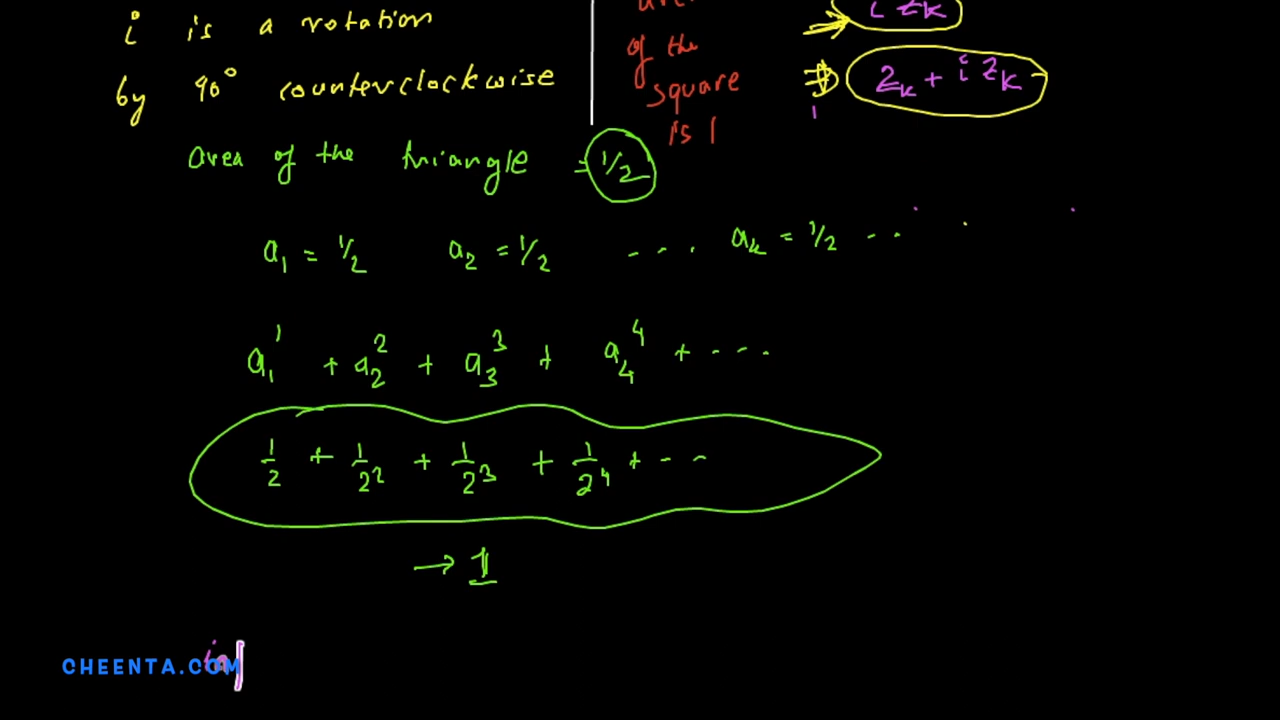 i is a rotation
by 90° counterclockwise
of the
square
is 1
i z_k
z_k + i z_k
area of the triangle = 1/2
a_1 = 1/2 a_2 = 1/2 --- . a_k = 1/2 -- .
a_1^1 + a_2^2 + a_3^3 + a_4^4 + ....
1/2 + 1/2^2 + 1/2^3 + 1/2^4 + --
→ 1
CHEENTA.COM